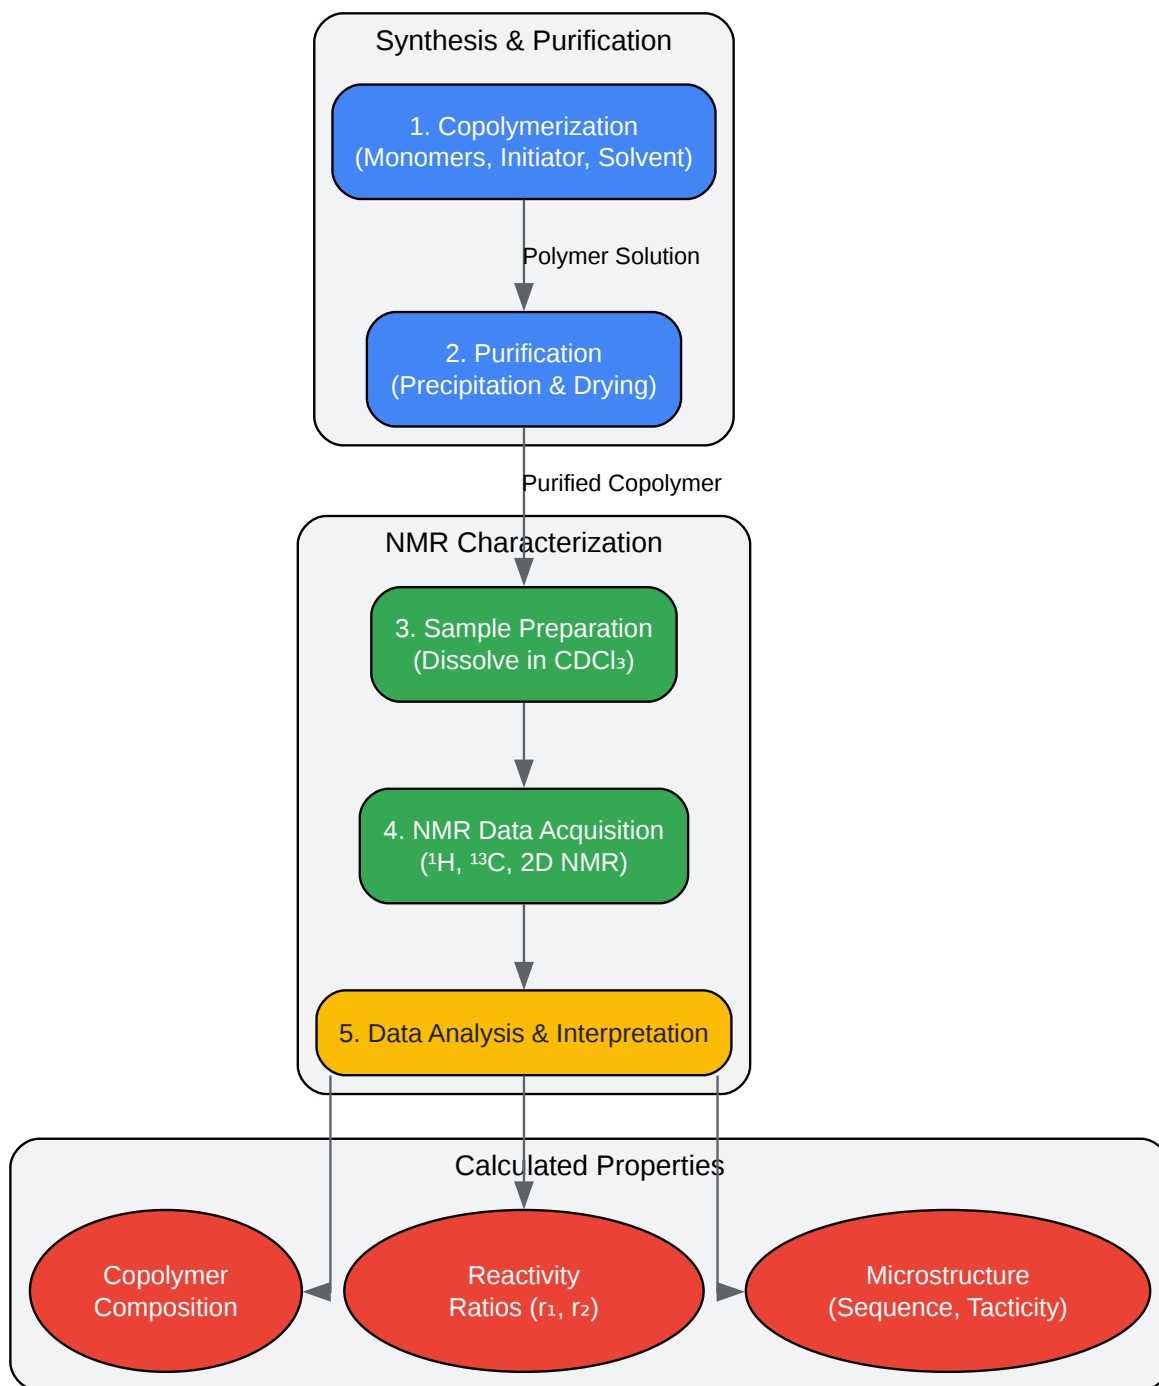 Synthesis & Purification
1. Copolymerization
(Monomers, Initiator, Solvent)
Polymer Solution
2. Purification
(Precipitation & Drying)
Purified Copolymer
NMR Characterization
3. Sample Preparation
(Dissolve in CDCl₃)
4. NMR Data Acquisition
(¹H, ¹³C, 2D NMR)
5. Data Analysis & Interpretation
Calculated Properties
Copolymer
Composition
Reactivity
Ratios (r₁, r₂)
Microstructure
(Sequence, Tacticity)